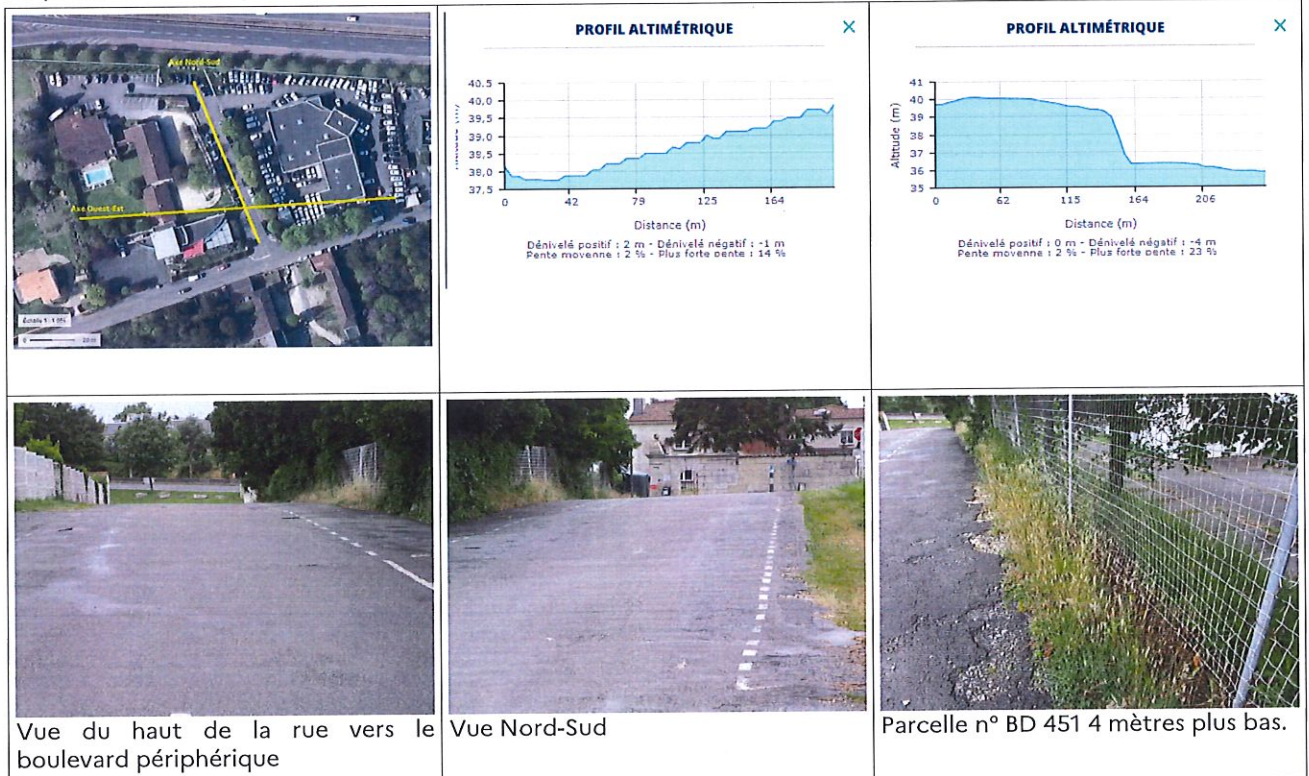 Axe Nord-Sud
Axe Ouest-Est
PROFIL ALTIMÉTRIQUE
×
40,5
40,0
39,5
39,0
38,5
38,0
37,5
0 42 79 125 164
Distance (m)
Dénivelé positif : 2 m - Dénivelé négatif : -1 m
Pente moyenne : 2 % - Plus forte pente : 14 %
PROFIL ALTIMÉTRIQUE
×
Altitude (m)
41
40
39
37
36
35
0 62 115 164 206
Distance (m)
Dénivelé positif : 0 m - Dénivelé négatif : -4 m
Pente moyenne : 2 % - Plus forte pente : 23 %
Vue du haut de la rue vers le
boulevard périphérique
Vue Nord-Sud
Parcelle n° BD 451 4 mètres plus bas.